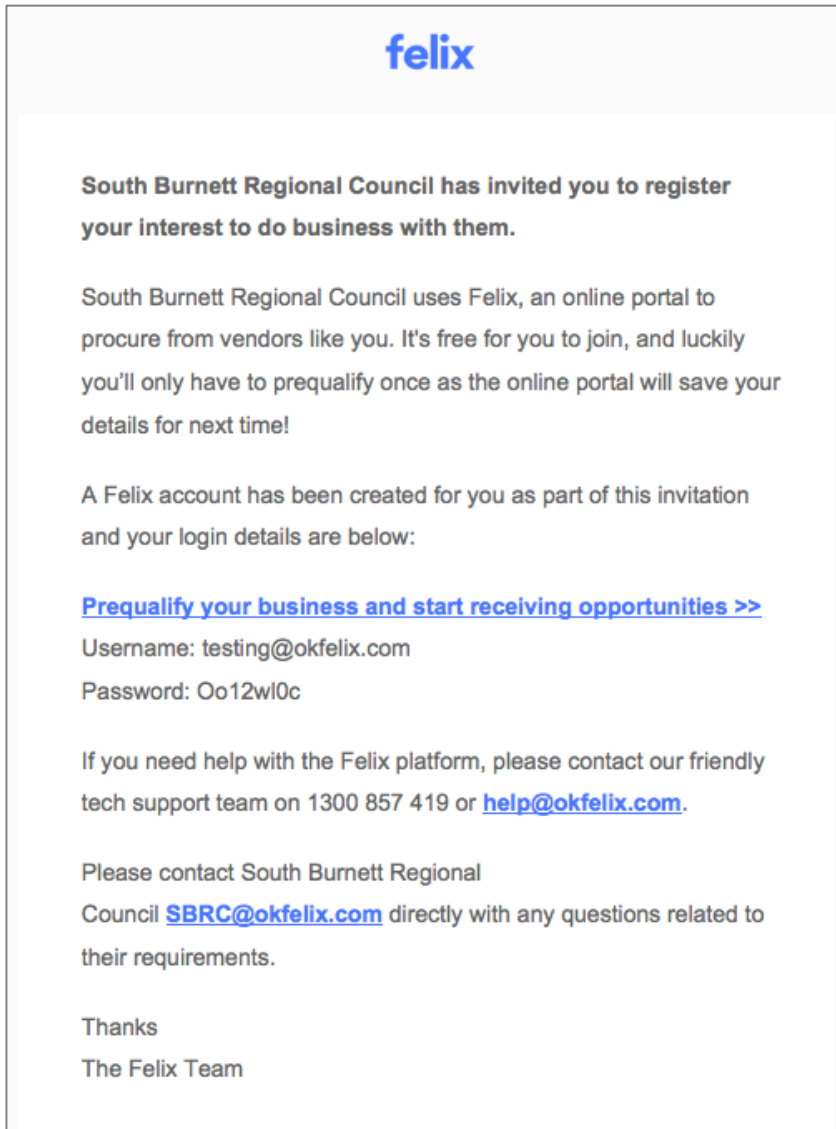 felix
South Burnett Regional Council has invited you to register
your interest to do business with them.
South Burnett Regional Council uses Felix, an online portal to
procure from vendors like you. It's free for you to join, and luckily
you'll only have to prequalify once as the online portal will save your
details for next time!
A Felix account has been created for you as part of this invitation
and your login details are below:
Prequalify your business and start receiving opportunities >>
Username: testing@okfelix.com
Password: Oo12wl0c
If you need help with the Felix platform, please contact our friendly
tech support team on 1300 857 419 or help@okfelix.com.
Please contact South Burnett Regional
Council SBRC@okfelix.com directly with any questions related to
their requirements.
Thanks
The Felix Team